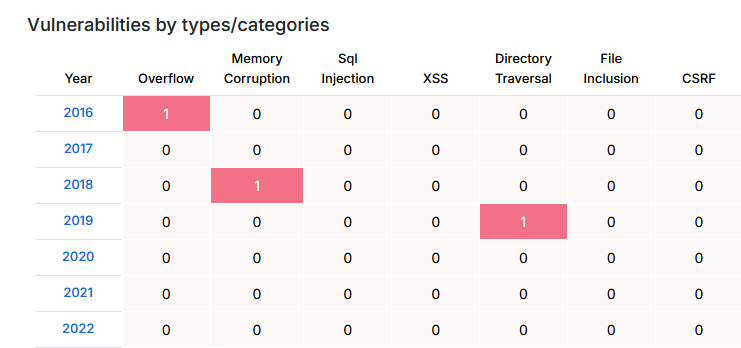 Vulnerabilities by types/categories
Year Overflow Memory Corruption Sql Injection XSS Directory Traversal File Inclusion CSRF
2016 1 0 0 0 0 0 0
2017 0 0 0 0 0 0 0
2018 0 1 0 0 0 0 0
2019 0 0 0 0 1 0 0
2020 0 0 0 0 0 0 0
2021 0 0 0 0 0 0 0
2022 0 0 0 0 0 0 0